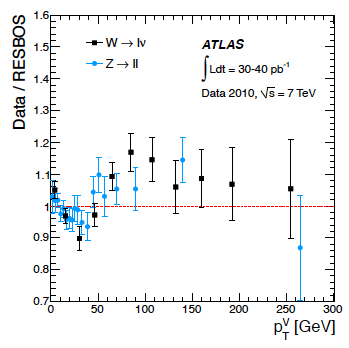 Data / RESBOS
1.6
1.5
1.4
1.3
1.2
1.1
1
0.9
0.8
0.7
W → lν
Z → ll
ATLAS
∫Ldt = 30-40 pb⁻¹
Data 2010, √s = 7 TeV
0 50 100 150 200 250 300
p_T^V [GeV]